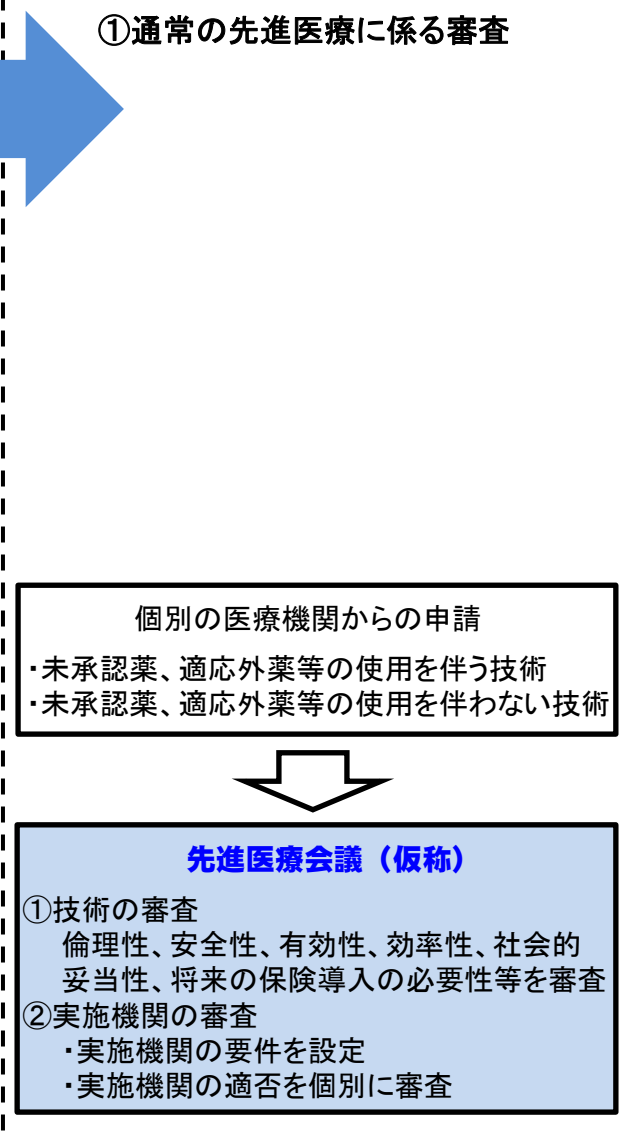 ①通常の先進医療に係る審査
個別の医療機関からの申請
・未承認薬、適応外薬等の使用を伴う技術
・未承認薬、適応外薬等の使用を伴わない技術
先進医療会議（仮称）
①技術の審査
倫理性、安全性、有効性、効率性、社会的
妥当性、将来の保険導入の必要性等を審査
②実施機関の審査
・実施機関の要件を設定
・実施機関の適否を個別に審査